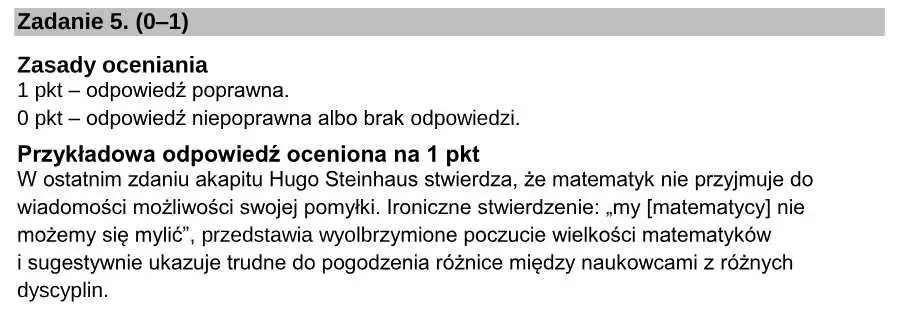 Zadanie 5. (0–1)
Zasady oceniania
1 pkt – odpowiedź poprawna.
0 pkt – odpowiedź niepoprawna albo brak odpowiedzi.
Przykładowa odpowiedź oceniona na 1 pkt
W ostatnim zdaniu akapitu Hugo Steinhaus stwierdza, że matematyk nie przyjmuje do
wiadomości możliwości swojej pomyłki. Ironiczne stwierdzenie: „my [matematycy] nie
możemy się mylić”, przedstawia wyolbrzymione poczucie wielkości matematyków
i sugestywnie ukazuje trudne do pogodzenia różnice między naukowcami z różnych
dyscyplin.